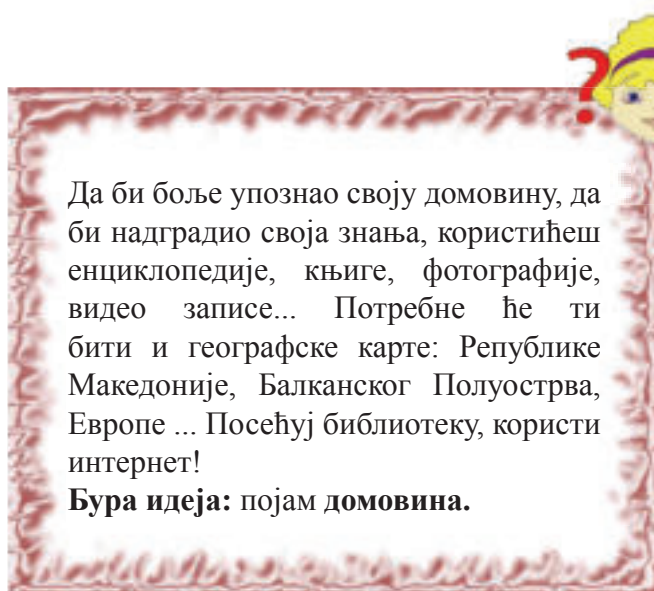 ?
Да би боље упознао своју домовину, да
би надградио своја знања, користићеш
енциклопедије, књиге, фотографије,
видео записе... Потребне ће ти
бити и географске карте: Републике
Македоније, Балканског Полуострва,
Европе ... Посећуј библиотеку, користи
интернет!
Бура идеја: појам домовина.